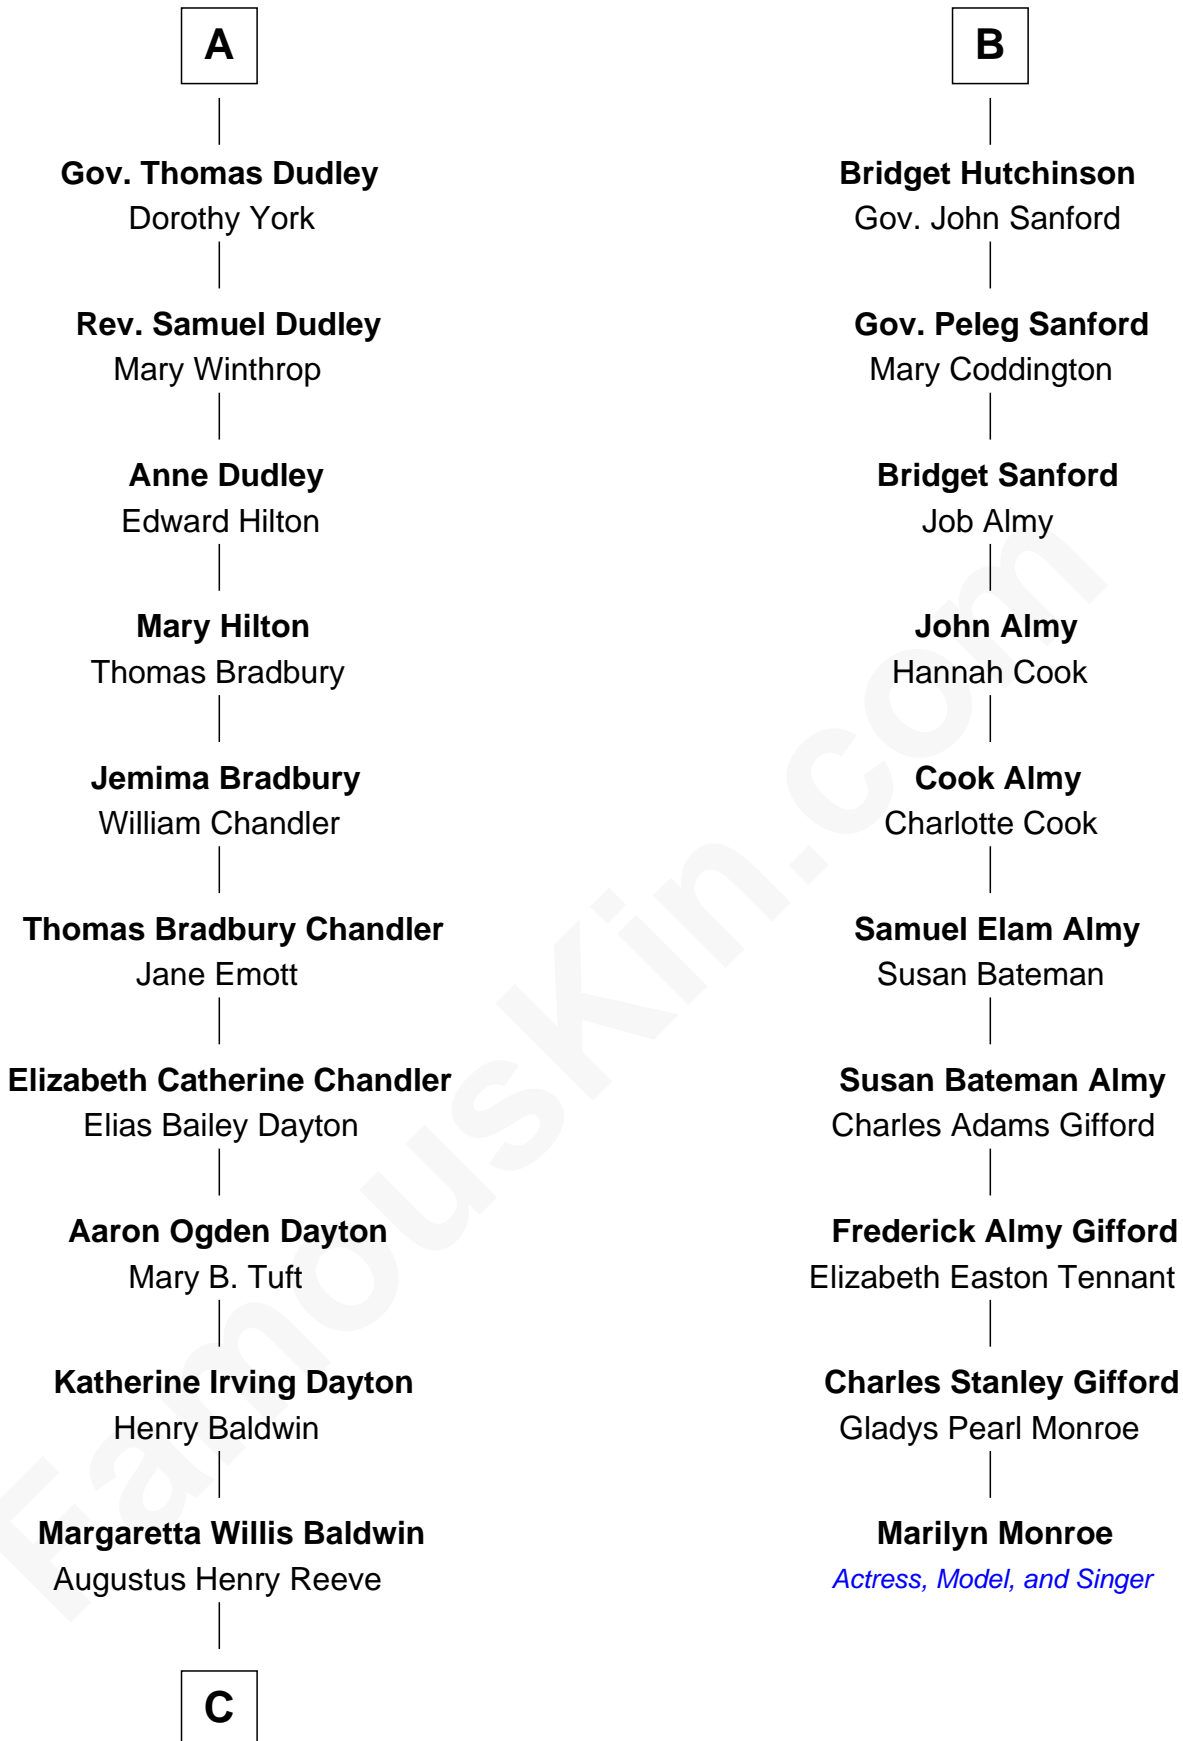 A
Gov. Thomas Dudley
Dorothy York
Rev. Samuel Dudley
Mary Winthrop
Anne Dudley
Edward Hilton
Mary Hilton
Thomas Bradbury
Jemima Bradbury
William Chandler
Thomas Bradbury Chandler
Jane Emott
Elizabeth Catherine Chandler
Elias Bailey Dayton
Aaron Ogden Dayton
Mary B. Tuft
Katherine Irving Dayton
Henry Baldwin
Margaretta Willis Baldwin
Augustus Henry Reeve
C
B
Bridget Hutchinson
Gov. John Sanford
Gov. Peleg Sanford
Mary Coddington
Bridget Sanford
Job Almy
John Almy
Hannah Cook
Cook Almy
Charlotte Cook
Samuel Elam Almy
Susan Bateman
Susan Bateman Almy
Charles Adams Gifford
Frederick Almy Gifford
Elizabeth Easton Tennant
Charles Stanley Gifford
Gladys Pearl Monroe
Marilyn Monroe
Actress, Model, and Singer
FamousKin.com